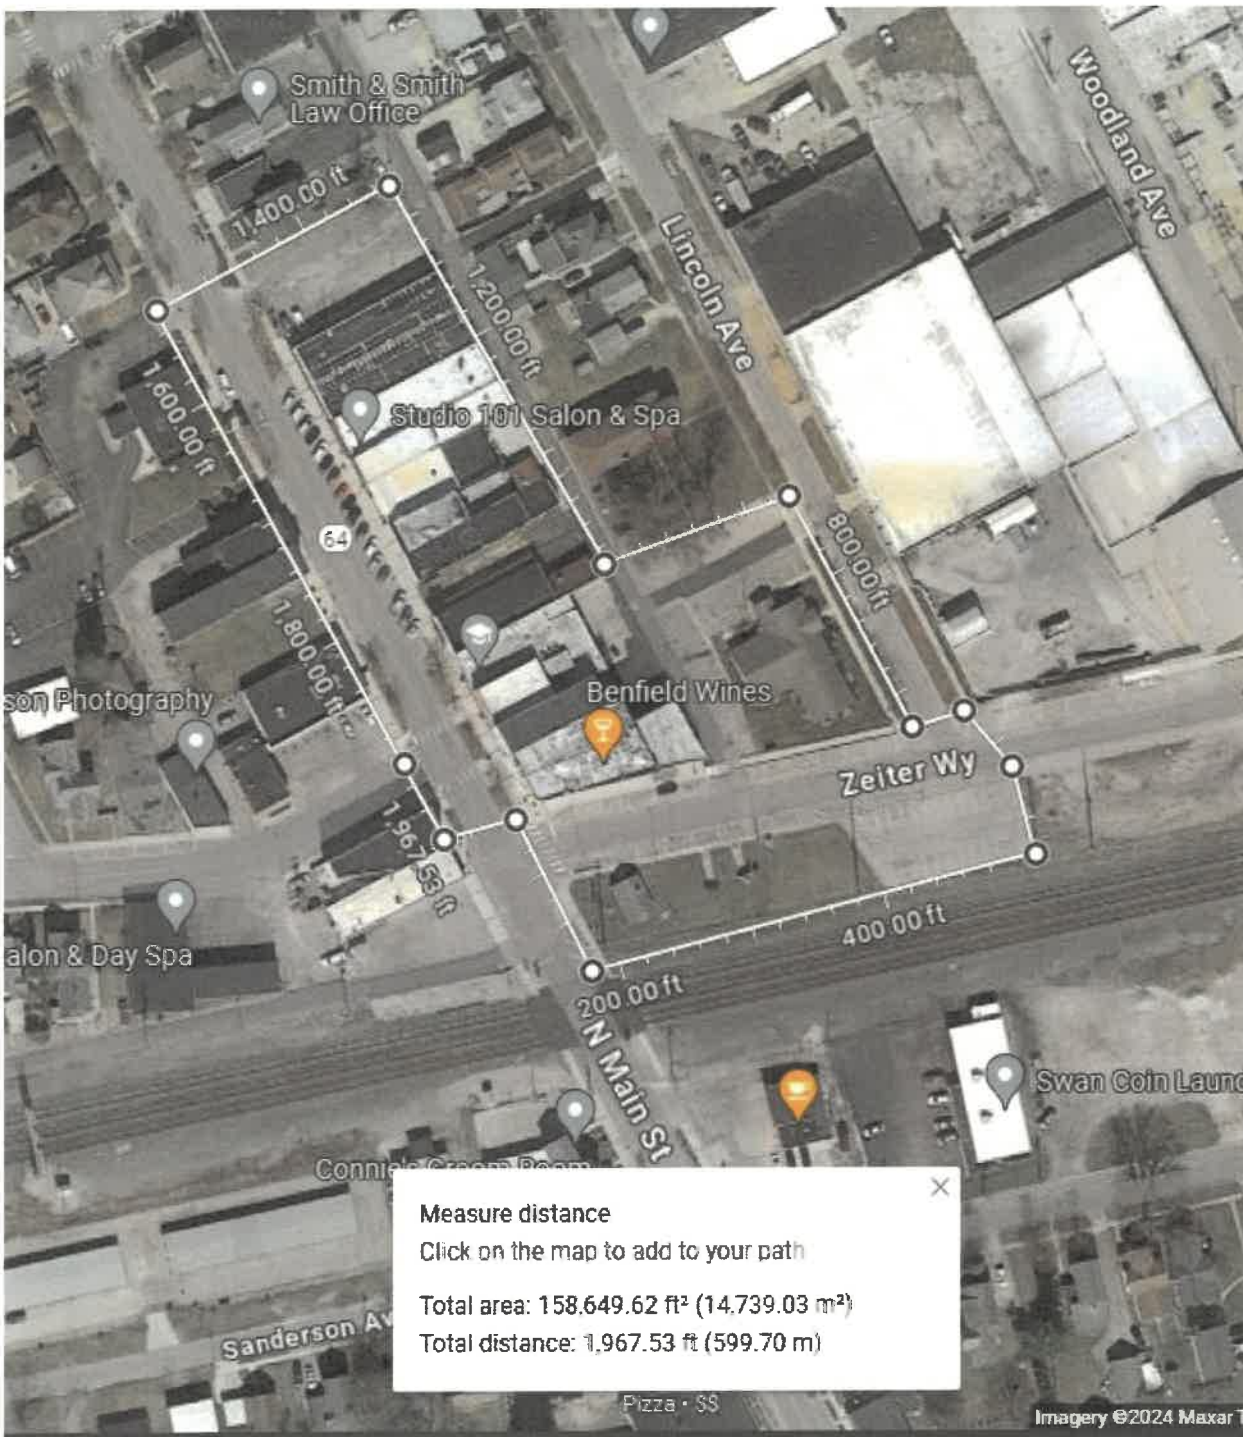 Smith & Smith
Law Office
Woodland Ave
1,400.00 ft
Lincoln Ave
1,200.00 ft
1,600.00 ft
Studio 101 Salon & Spa
64
800.00 ft
1,800.00 ft
son Photography
Benfield Wines
Zeiter Wy
1,967.53 ft
400.00 ft
alon & Day Spa
200.00 ft
N Main St
Swan Coin Laund
Connie's Groom Room
Measure distance
Click on the map to add to your path
Total area: 158,649.62 ft² (14,739.03 m²)
Total distance: 1,967.53 ft (599.70 m)
Sanderson Av
Pizza • $$
Imagery ©2024 Maxar T